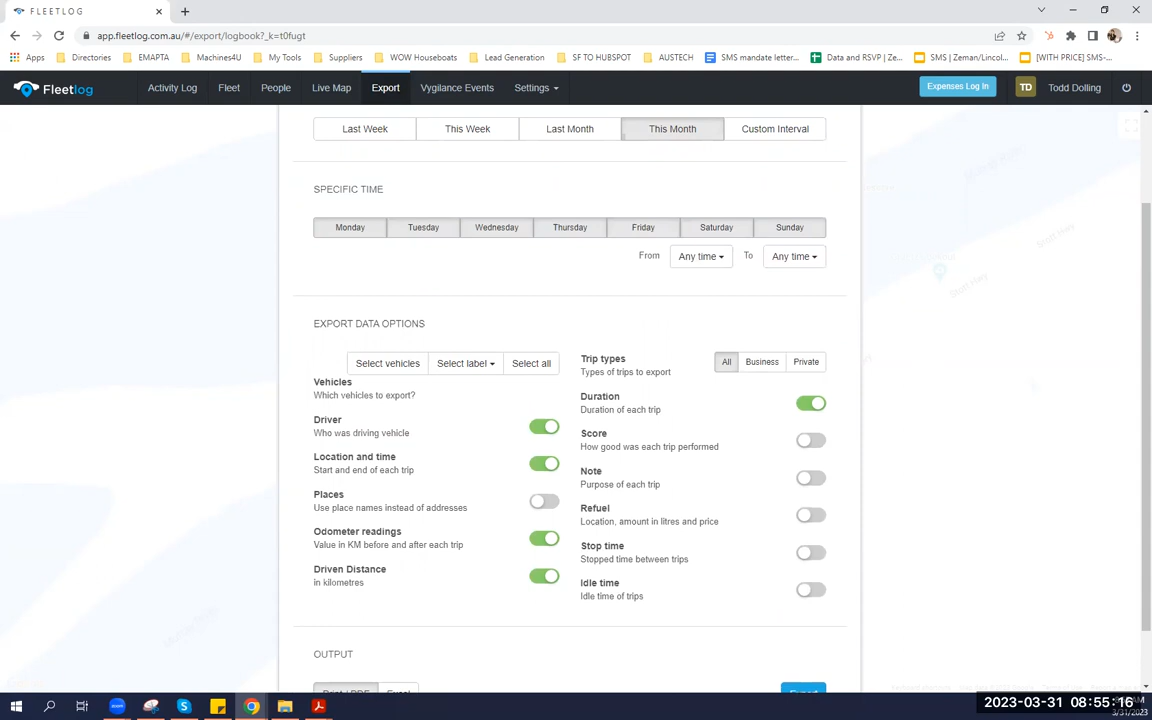 FLEETLOG
app.fleetlog.com.au/#/export/logbook?_k=t0fugt
Apps
Directories
EMAPTA
Machines4U
My Tools
Suppliers
WOW Houseboats
Lead Generation
SF TO HUBSPOT
AUSTECH
SMS mandate letter...
Data and RSVP | Ze...
SMS | Zeman/Lincol...
[WITH PRICE] SMS-...
Fleetlog
Activity Log
Fleet
People
Live Map
Export
Vygilance Events
Settings
Expenses Log In
TD
Todd Dolling
Last Week
This Week
Last Month
This Month
Custom Interval
SPECIFIC TIME
Monday
Tuesday
Wednesday
Thursday
Friday
Saturday
Sunday
From
Any time
To
Any time
EXPORT DATA OPTIONS
Select vehicles
Select label
Select all
Vehicles
Which vehicles to export?
Driver
Who was driving vehicle
Location and time
Start and end of each trip
Places
Use place names instead of addresses
Odometer readings
Value in KM before and after each trip
Driven Distance
in kilometres
Trip types
Types of trips to export
All
Business
Private
Duration
Duration of each trip
Score
How good was each trip performed
Note
Purpose of each trip
Refuel
Location, amount in litres and price
Stop time
Stopped time between trips
Idle time
Idle time of trips
OUTPUT
Print / PDF
Excel
Export
2023-03-31 08:55:16
3/31/2023